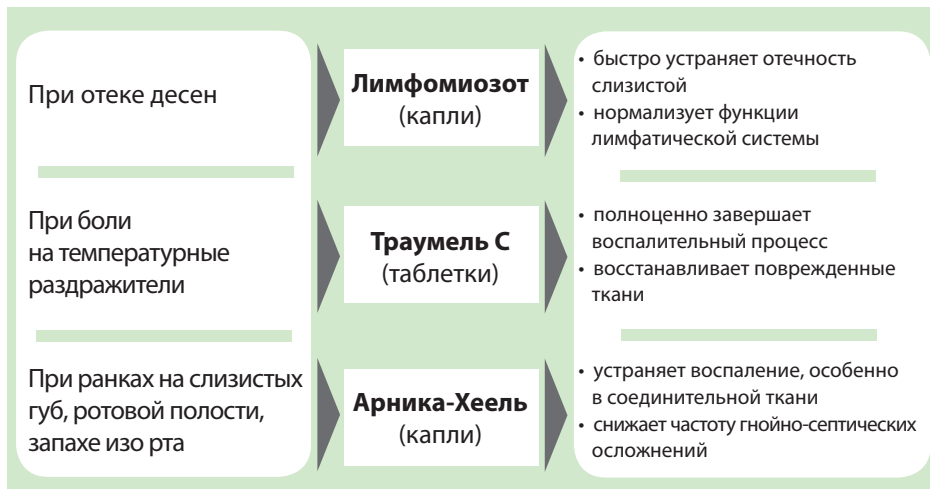 При отеке десен
Лимфомиозот
(капли)
• быстро устраняет отечность
слизистой
• нормализует функции
лимфатической системы
При боли
на температурные
раздражители
Траумель С
(таблетки)
• полноценно завершает
воспалительный процесс
• восстанавливает поврежденные
ткани
При ранках на слизистых
губ, ротовой полости,
запахе изо рта
Арника-Хеель
(капли)
• устраняет воспаление, особенно
в соединительной ткани
• снижает частоту гнойно-септических
осложнений